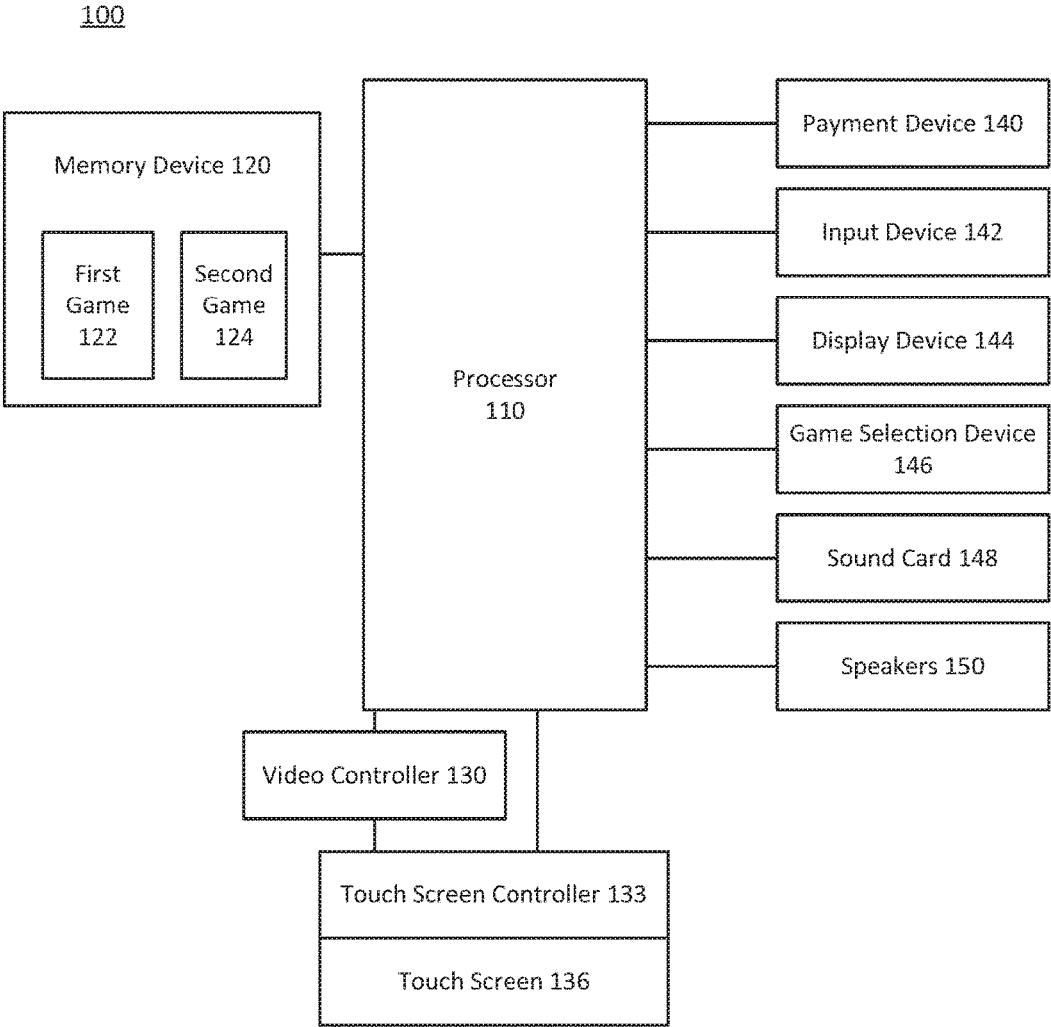 100
Memory Device 120
First
Game
122
Second
Game
124
Processor
110
Payment Device 140
Input Device 142
Display Device 144
Game Selection Device
146
Sound Card 148
Speakers 150
Video Controller 130
Touch Screen Controller 133
Touch Screen 136